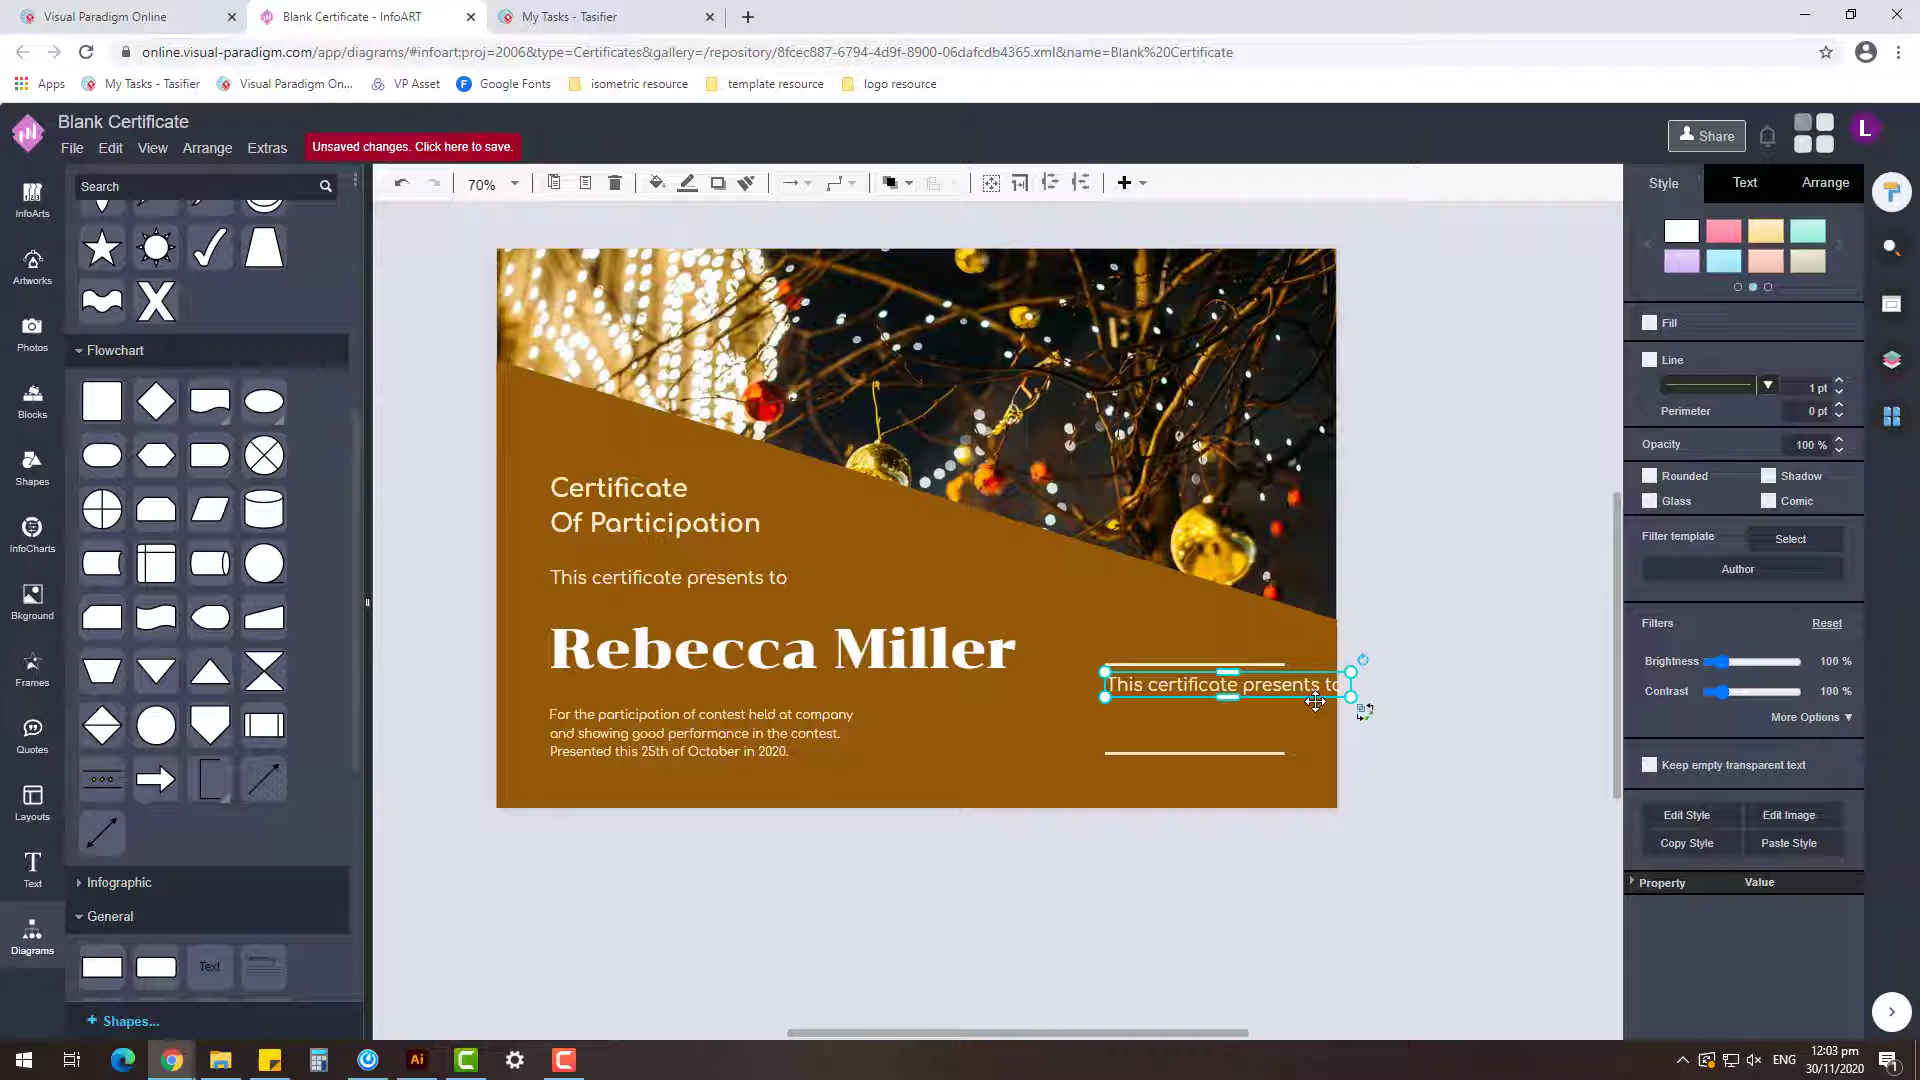 Visual Paradigm Online
Blank Certificate - InfoART
My Tasks - Tasifier
online.visual-paradigm.com/app/diagrams/#infoart:proj=2006&type=Certificates&gallery=/repository/8fcec887-6794-4d9f-8900-06dafcdb4365.xml&name=Blank%20Certificate
Apps
My Tasks - Tasifier
Visual Paradigm On...
VP Asset
F
Google Fonts
isometric resource
template resource
logo resource
Blank Certificate
File
Edit
View
Arrange
Extras
Unsaved changes. Click here to save.
Share
L
Search
70%
Style
Text
Arrange
InfoArts
Artworks
Photos
Blocks
Shapes
InfoCharts
Bkground
Frames
Quotes
Layouts
T
Text
Diagrams
Flowchart
Infographic
General
Text
+ Shapes...
Certificate
Of Participation
This certificate presents to
Rebecca Miller
For the participation of contest held at company
and showing good performance in the contest.
Presented this 25th of October in 2020.
This certificate presents to
Fill
Line
1 pt
Perimeter
0 pt
Opacity
100 %
Rounded
Shadow
Glass
Comic
Filter template
Select
Author
Filters
Reset
Brightness
100 %
Contrast
100 %
More Options ▼
Keep empty transparent text
Edit Style
Edit Image
Copy Style
Paste Style
Property
Value
Ai
ENG
12:03 pm
30/11/2020
1